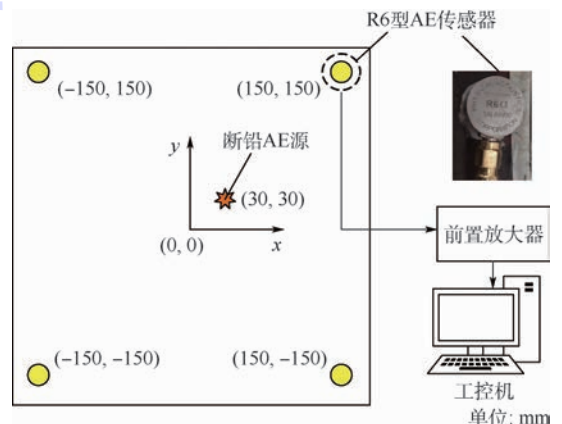 R6型AE传感器
(−150, 150)
(150, 150)
y
断铅AE源
(30, 30)
(0, 0)
x
前置放大器
(−150, −150)
(150, −150)
工控机
单位: mm